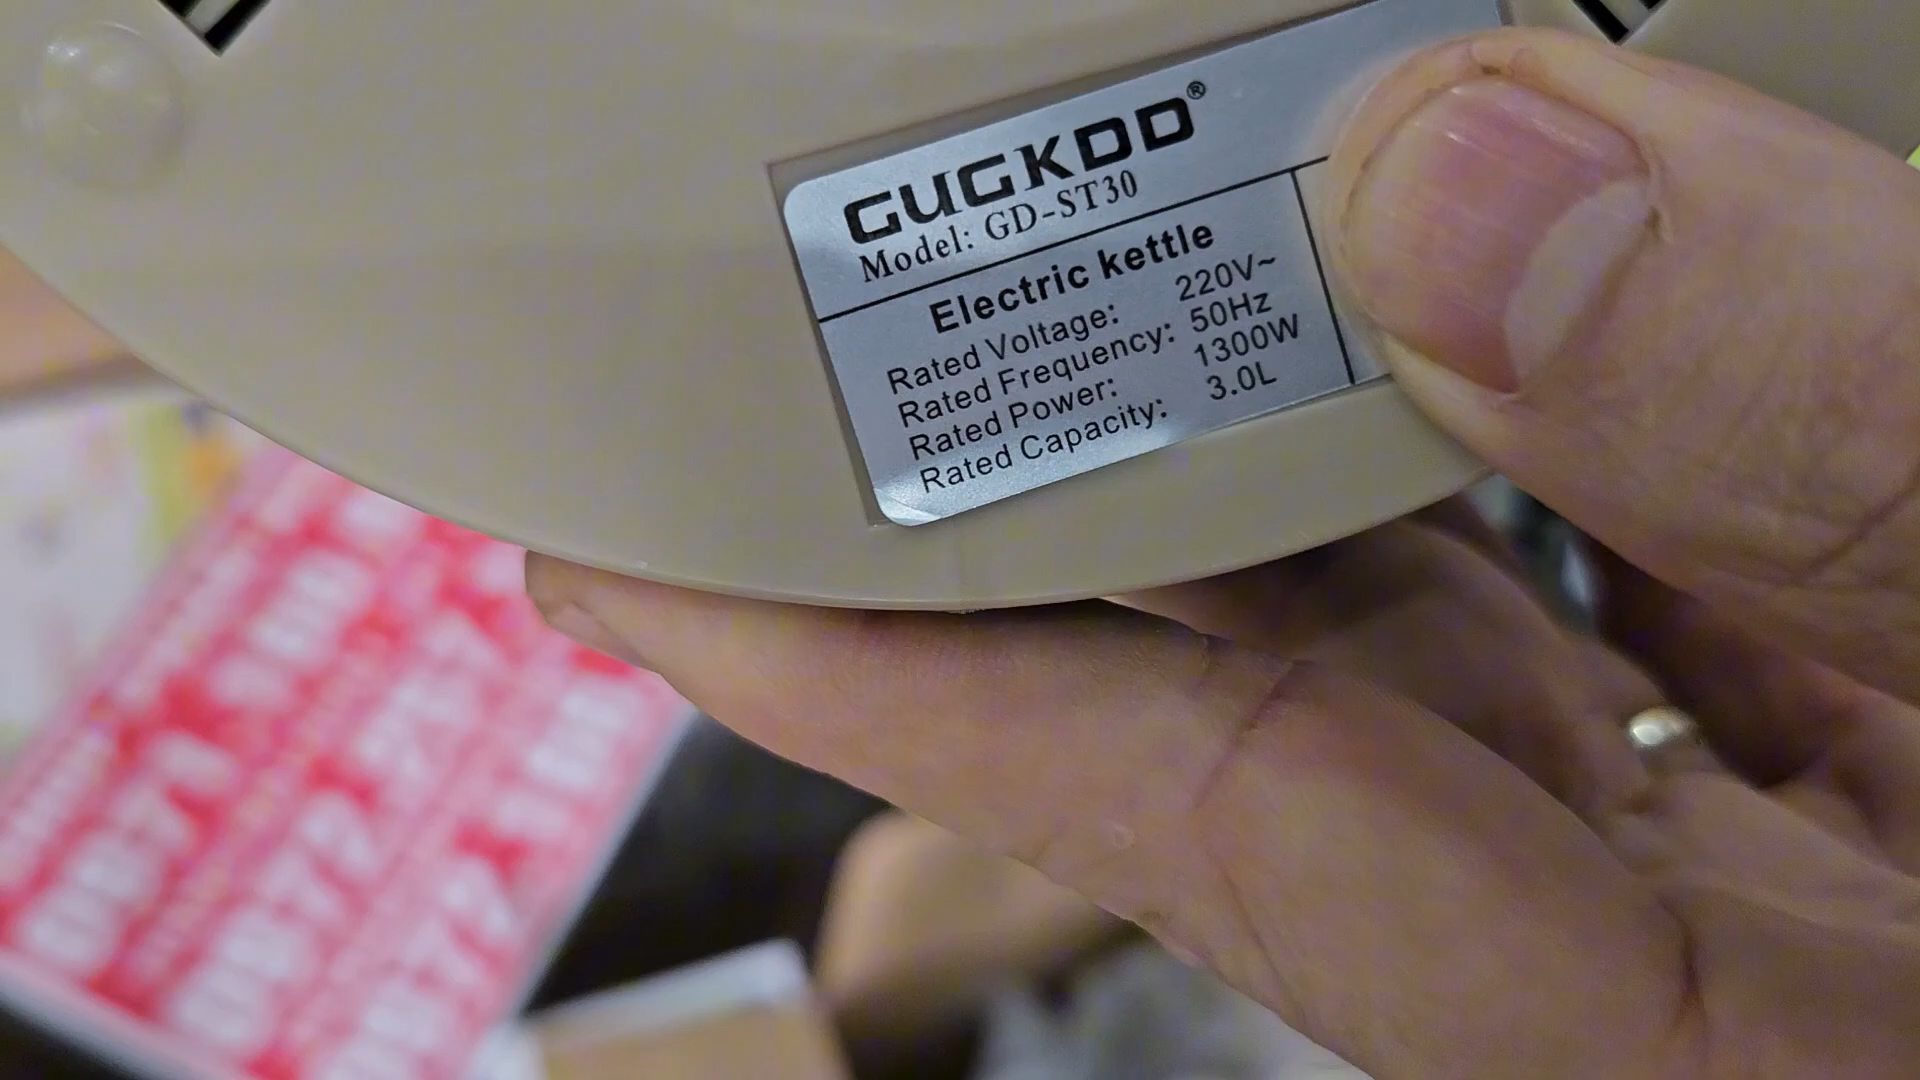 GUGKDD®
Model: GD-ST30
Electric kettle
Rated Voltage: 220V~
Rated Frequency: 50Hz
Rated Power: 1300W
Rated Capacity: 3.0L